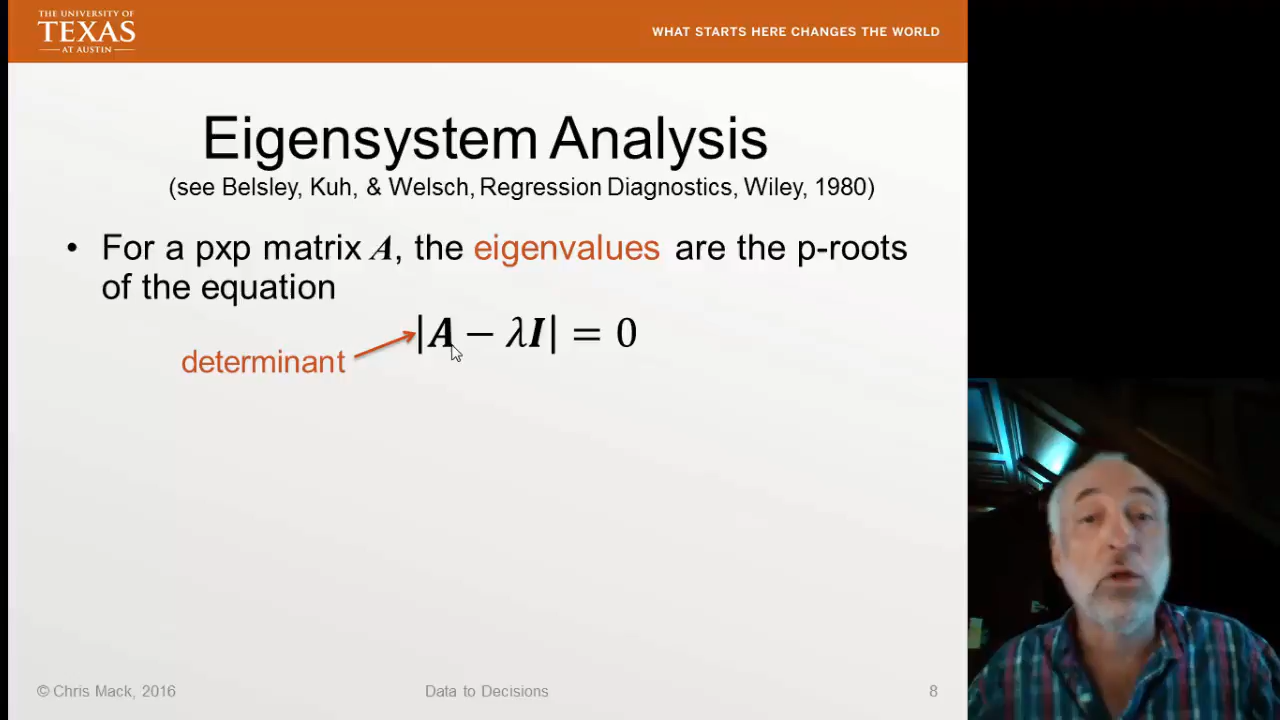 THE UNIVERSITY OF
TEXAS
AT AUSTIN
WHAT STARTS HERE CHANGES THE WORLD
Eigensystem Analysis
(see Belsley, Kuh, & Welsch, Regression Diagnostics, Wiley, 1980)
• For a pxp matrix A, the eigenvalues are the p-roots
of the equation
|A − λI| = 0
determinant
© Chris Mack, 2016
Data to Decisions
8